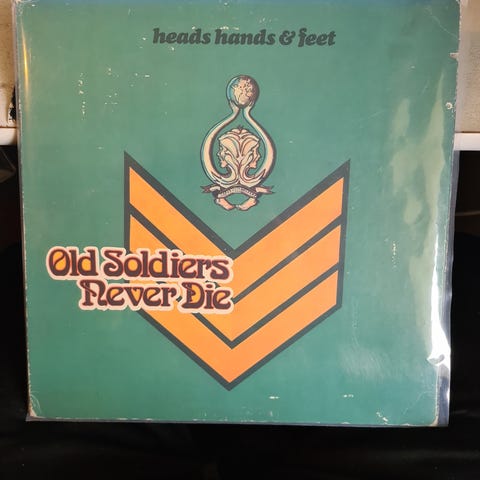 heads hands & feet
Old Soldiers
Never Die